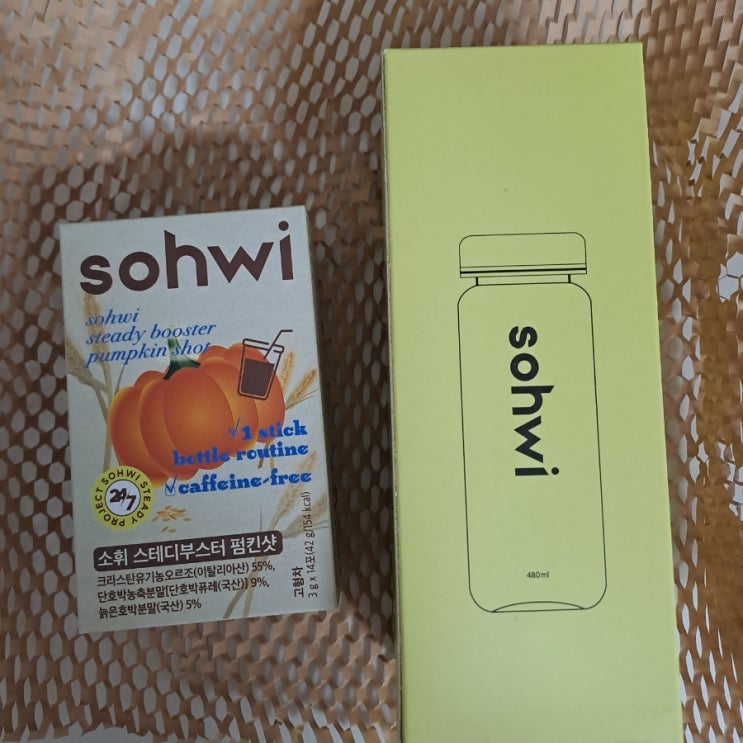 sohwi
sohwi
steady booster
pumpkin shot
✓1 stick
bottle routine
✓caffeine-free
PROJECT SOHWI STEADY
24/7
소휘 스테디부스터 펌킨샷
크라스탄유기농오르조(이탈리아산) 55%,
단호박농축분말[단호박퓨레(국산)] 9%,
늙은호박분말(국산) 5%
고형차
3 g x 14포(42 g/154 kcal)
sohwi
480ml